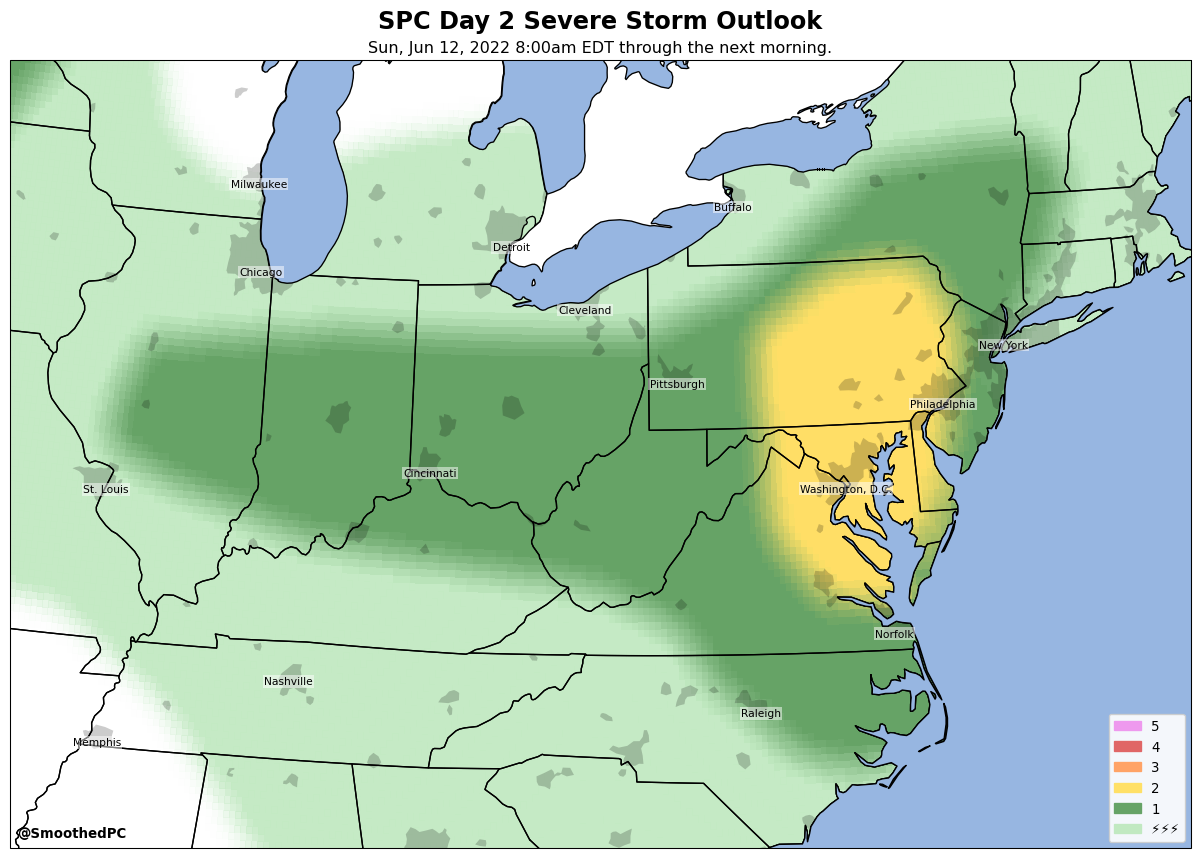 SPC Day 2 Severe Storm Outlook
Sun, Jun 12, 2022 8:00am EDT through the next morning.
Milwaukee
Buffalo
Detroit
Chicago
Cleveland
New York
Pittsburgh
Philadelphia
Cincinnati
St. Louis
Washington, D.C.
Norfolk
Nashville
Raleigh
Memphis
5
4
3
2
1
⚡⚡⚡
@SmoothedPC